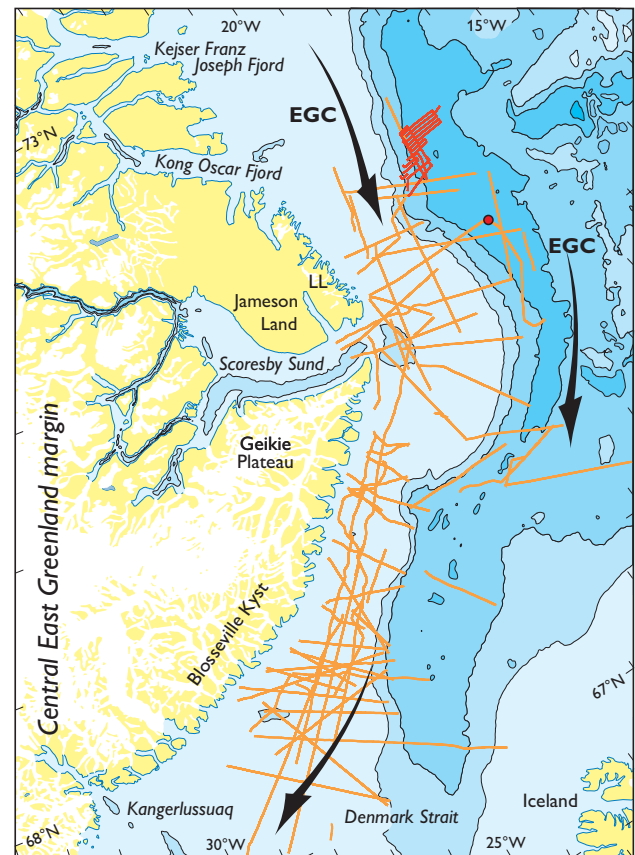 20°W
15°W
Kejser Franz
Joseph Fjord
EGC
73°N
Kong Oscar Fjord
EGC
LL
Jameson
Land
Scoresby Sund
Geikie
Plateau
Central East Greenland margin
Blosseville Kyst
67°N
Kangerlussuaq
Denmark Strait
Iceland
68°N
30°W
25°W